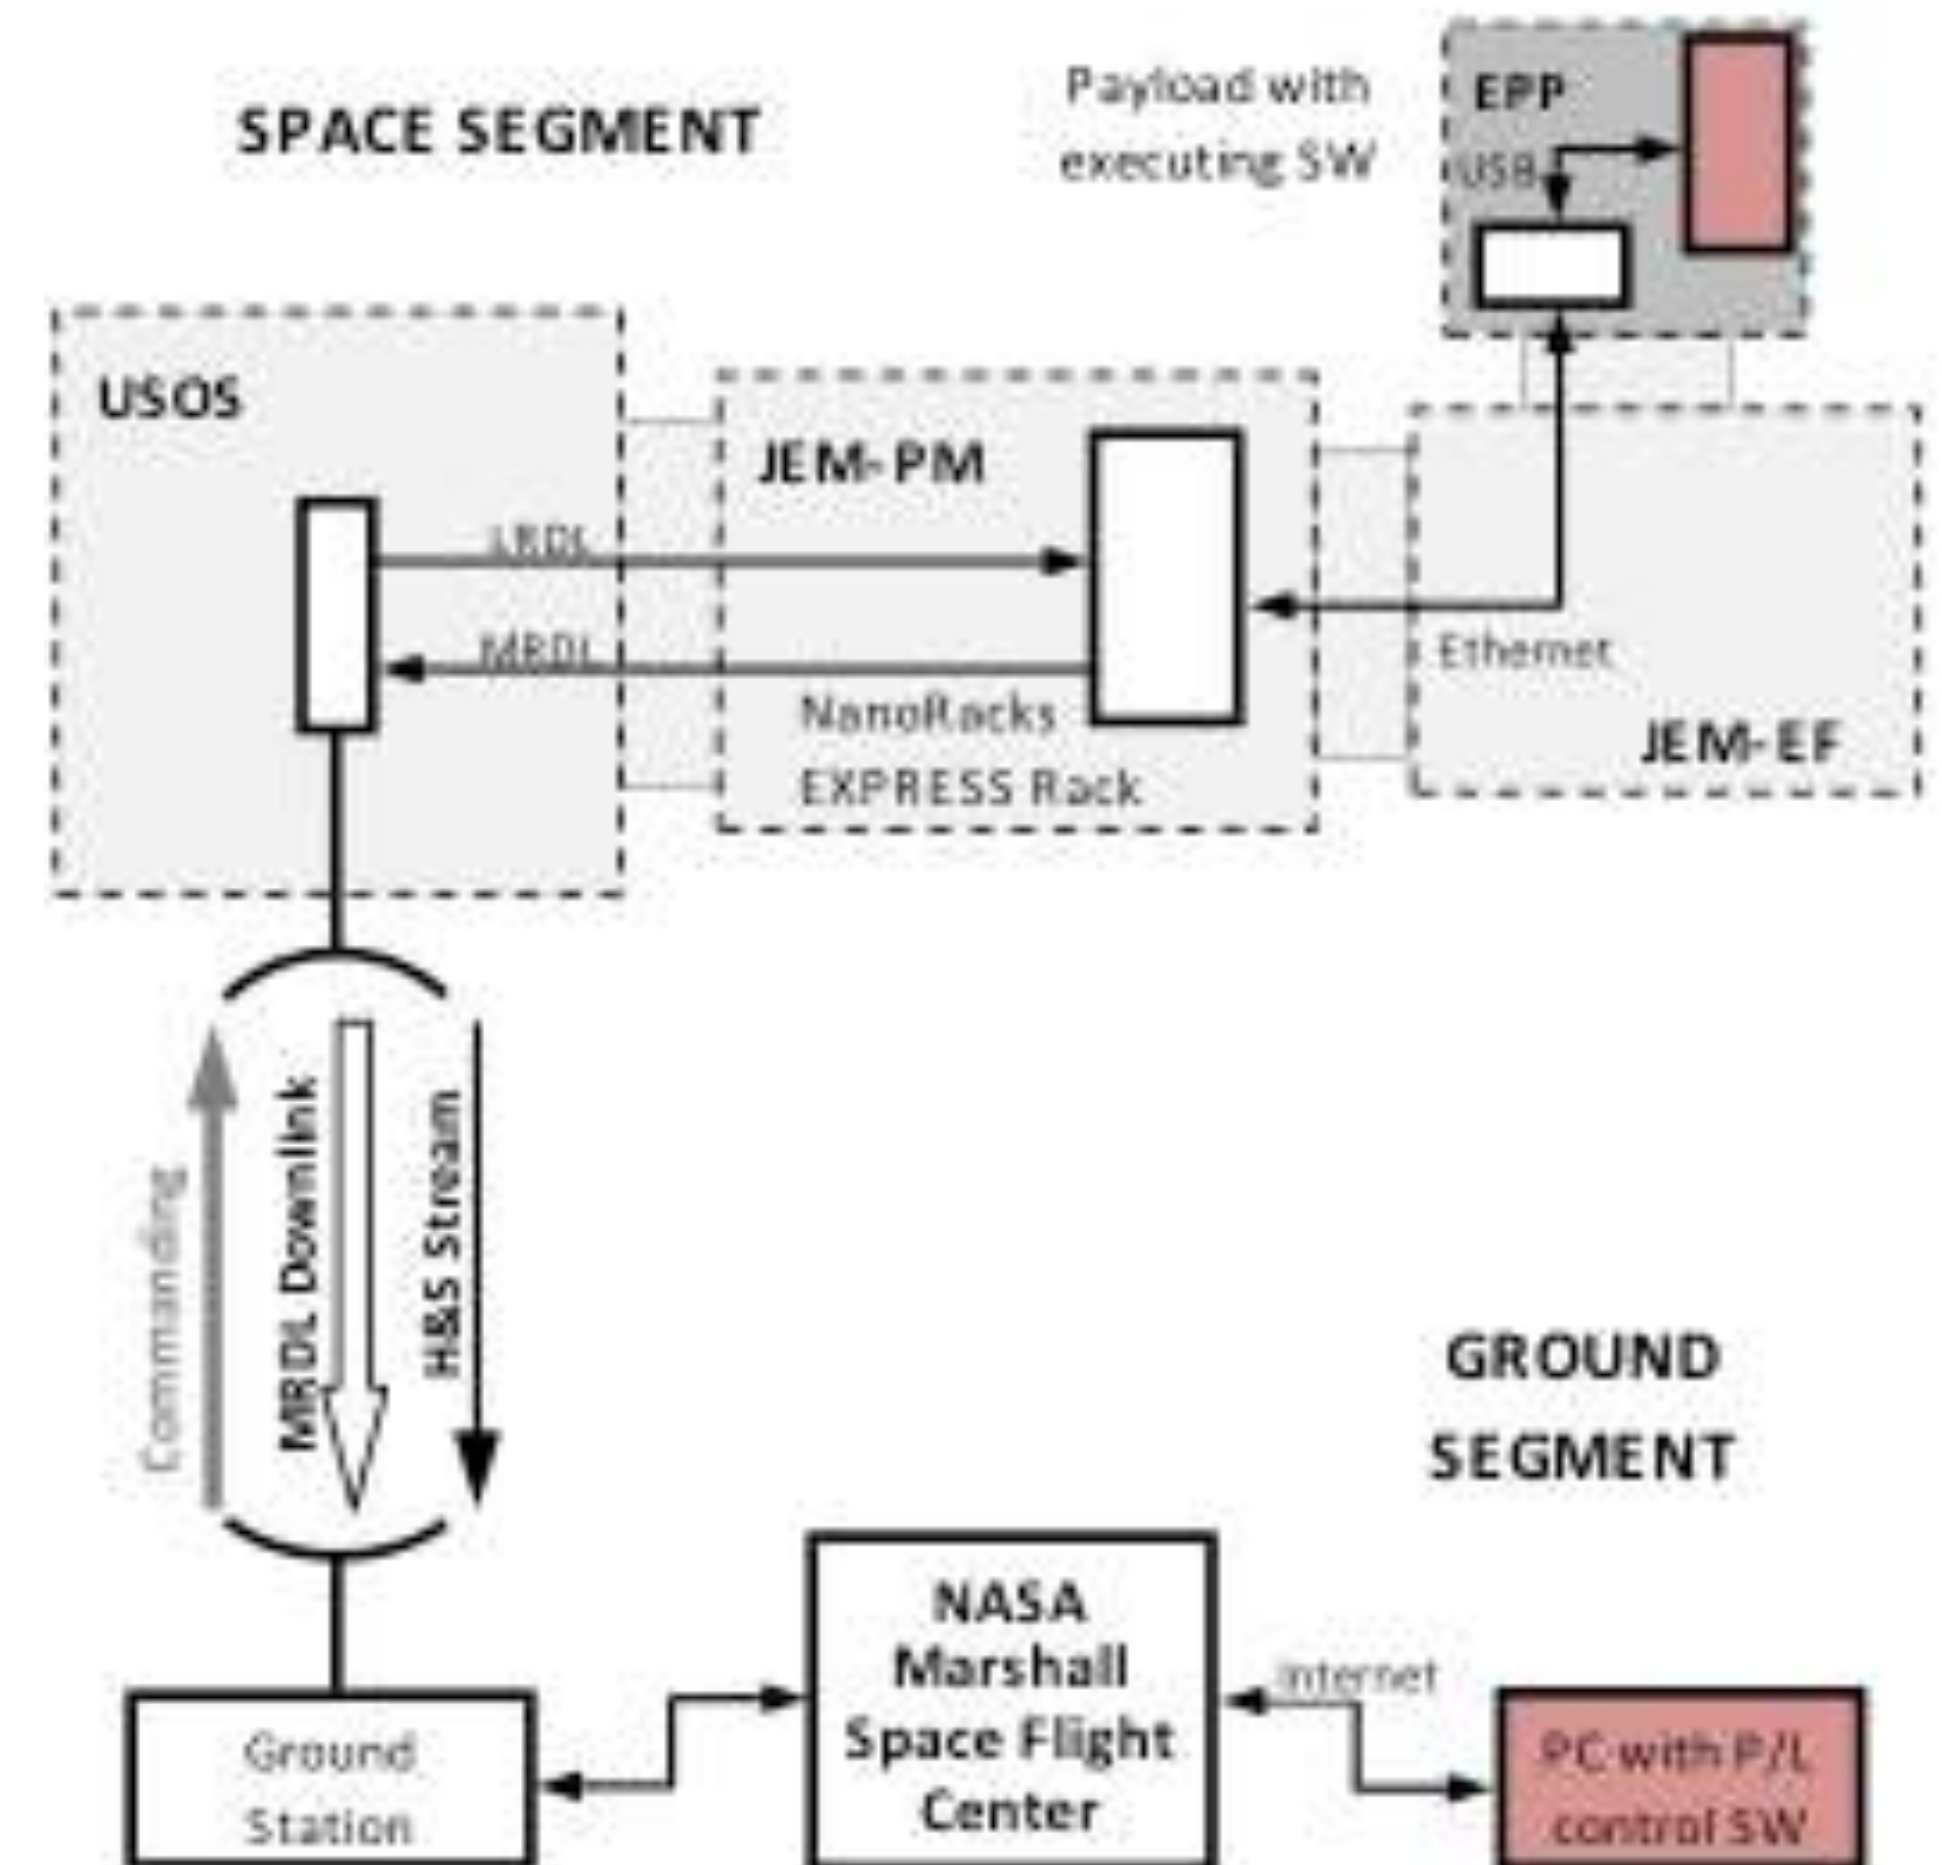 SPACE SEGMENT
Payload with
executing SW
EPP
USB
USOS
JEM-PM
LRDL
MRDL
NanoRacks
EXPRESS Rack
Ethernet
JEM-EF
Commanding
MRDL Downlink
H&S Stream
GROUND
SEGMENT
Ground
Station
NASA
Marshall
Space Flight
Center
Internet
PC with P/L
control SW